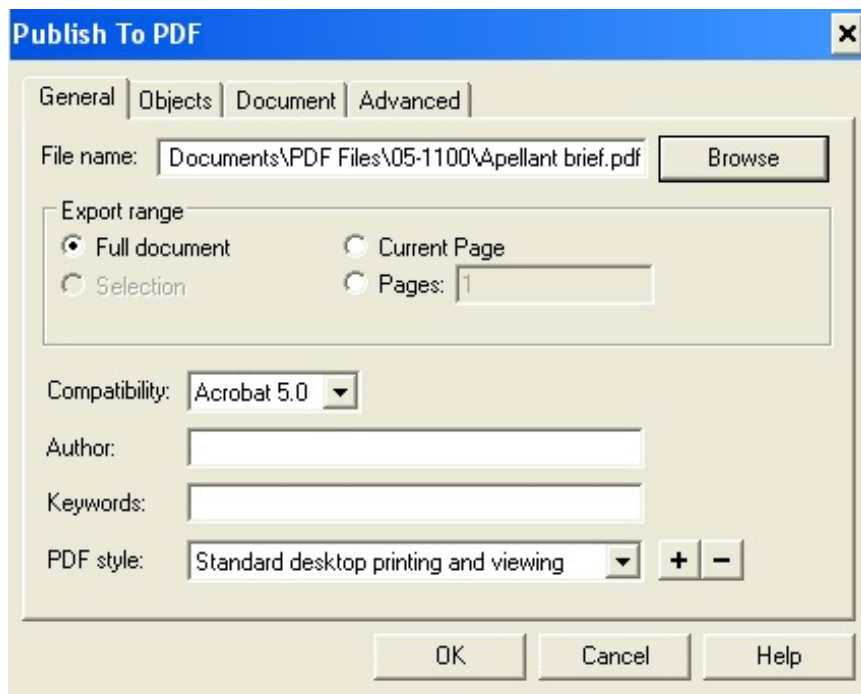 Publish To PDF
General Objects Document Advanced
File name: Documents\PDF Files\05-1100\Apellant brief.pdf Browse
Export range
Full document Current Page
Selection Pages: 1
Compatibility: Acrobat 5.0
Author:
Keywords:
PDF style: Standard desktop printing and viewing + −
OK Cancel Help